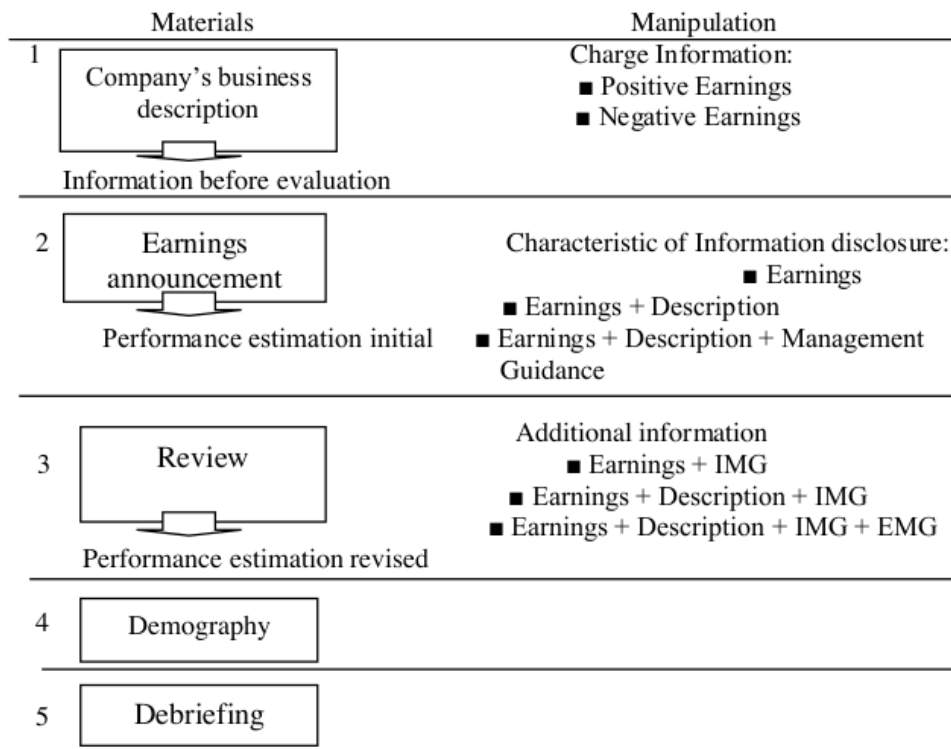 Materials Manipulation
1 Company's business description
Charge Information:
■ Positive Earnings
■ Negative Earnings
Information before evaluation
2 Earnings announcement
Characteristic of Information disclosure:
■ Earnings
■ Earnings + Description
■ Earnings + Description + Management
Guidance
Performance estimation initial
3 Review
Additional information
■ Earnings + IMG
■ Earnings + Description + IMG
■ Earnings + Description + IMG + EMG
Performance estimation revised
4 Demography
5 Debriefing